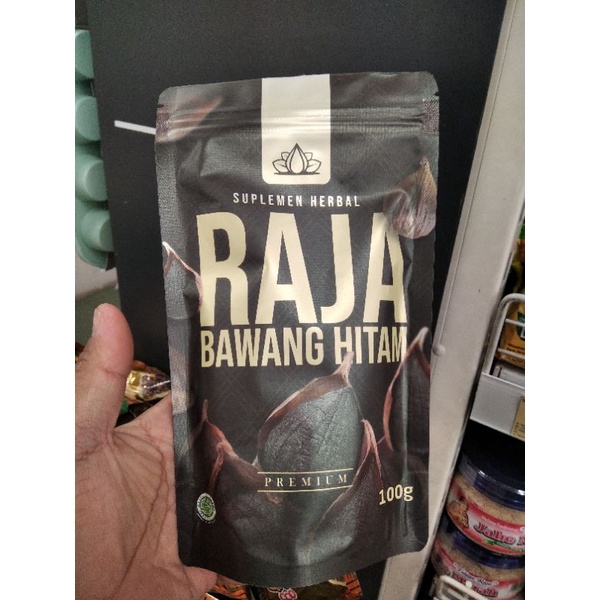 SUPLEMEN HERBAL
RAJA
BAWANG HITAM
PREMIUM
100g